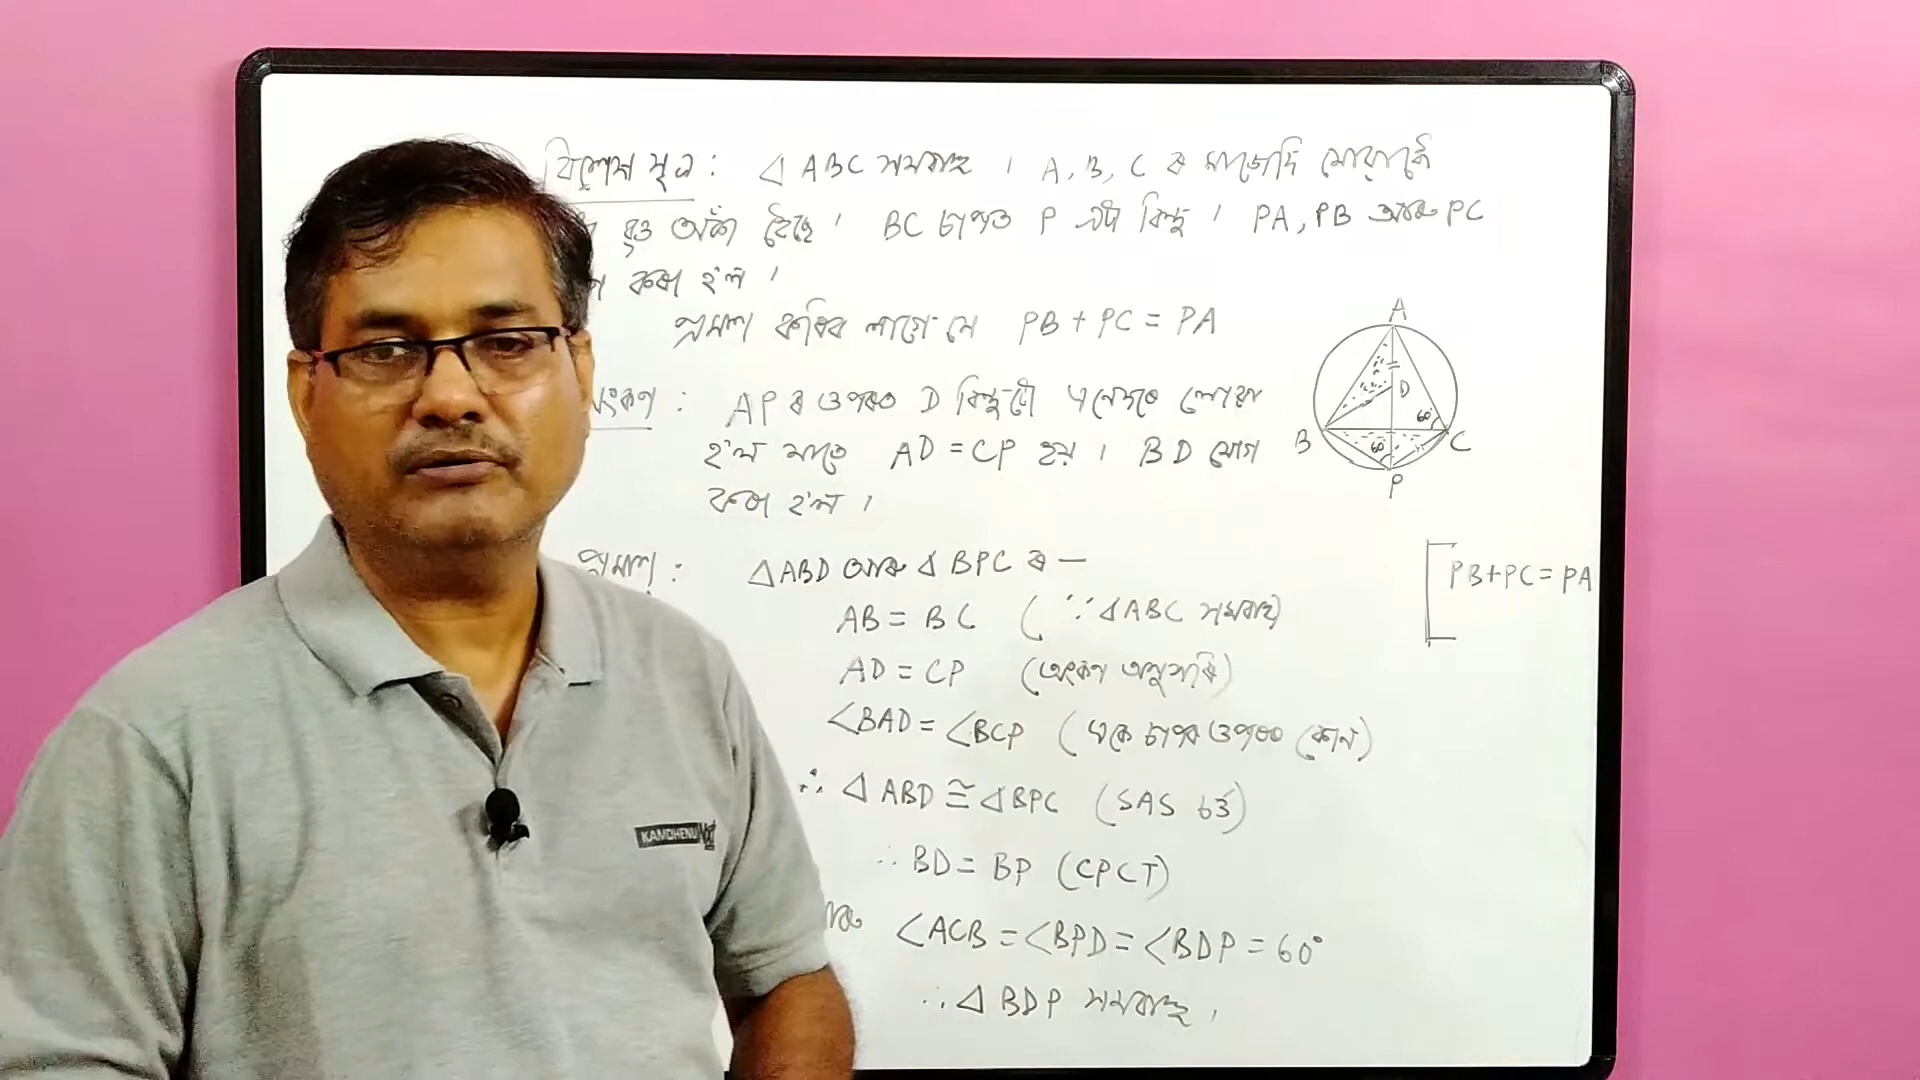 বিশেষ সূত্ৰ : △ ABC সমবাহু । A, B, C ৰ মাজেদি যোৱাকৈ
বৃত্ত অঁকা হৈছে । BC চাপত P এটা বিন্দু । PA, PB আৰু PC
কৰা হ'ল ।
প্ৰমাণ কৰিব লাগে যে PB + PC = PA
: AP ৰ ওপৰত D বিন্দুটো এনেদৰে লোৱা
হ'ল যাতে AD = CP হয় । BD যোগ
কৰা হ'ল ।
প্ৰমাণ : △ABD আৰু △ BPC ৰ —
AB = BC (∵ △ABC সমবাহু)
AD = CP (অংকন অনুসৰি)
∠BAD = ∠BCP (একে চাপৰ ওপৰত কোণ)
∴ △ ABD ≅ △BPC (SAS চৰ্ত)
∴ BD = BP (CPCT)
∠ACB = ∠BPD = ∠BDP = 60°
∴ △ BDP সমবাহু ।
A
D
60°
B
60
C
P
PB+PC = PA
KAMDHENU